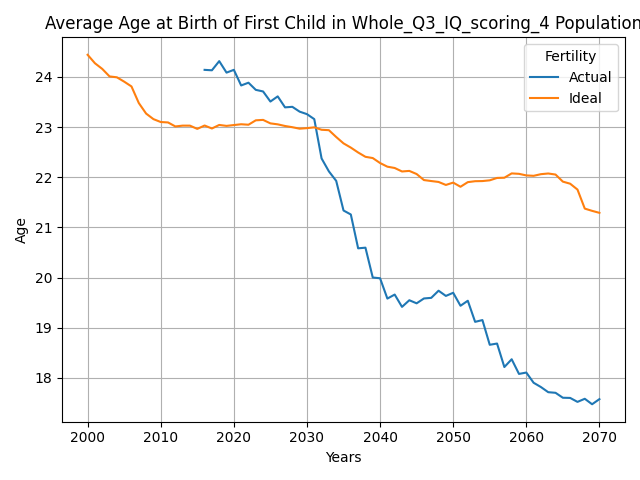 Average Age at Birth of First Child in Whole_Q3_IQ_scoring_4 Population
Fertility
Actual
Ideal
Age
24
23
22
21
20
19
18
2000 2010 2020 2030 2040 2050 2060 2070
Years